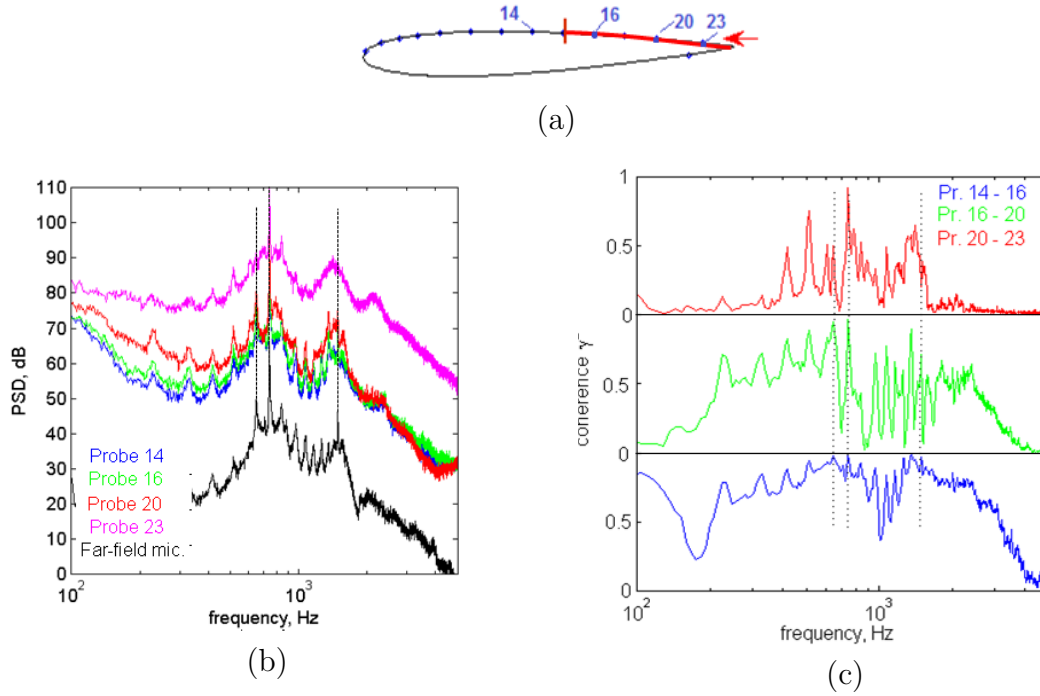 14 16 20 23
(a)
110
100
90
80
70
60
50
40
30
20
10
0
PSD, dB
Probe 14
Probe 16
Probe 20
Probe 23
Far-field mic.
10^2 10^3
frequency, Hz
(b)
1
0.5
0
0.5
0
0.5
0
coherence γ
Pr. 14 - 16
Pr. 16 - 20
Pr. 20 - 23
10^2 10^3
frequency, Hz
(c)